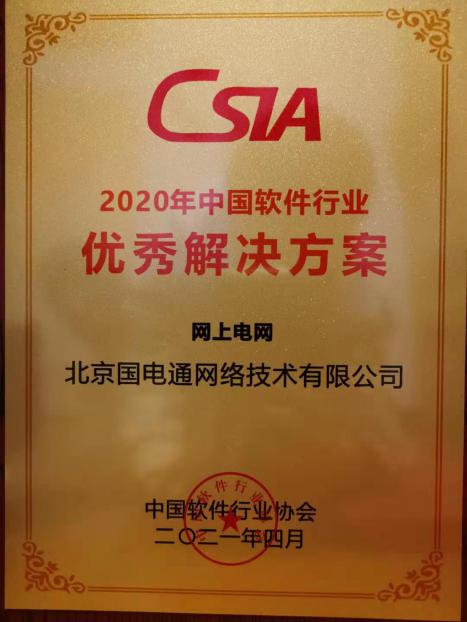 CSIA
2020年中国软件行业
优秀解决方案
网上电网
北京国电通网络技术有限公司
中国软件行业协会
二〇二一年四月